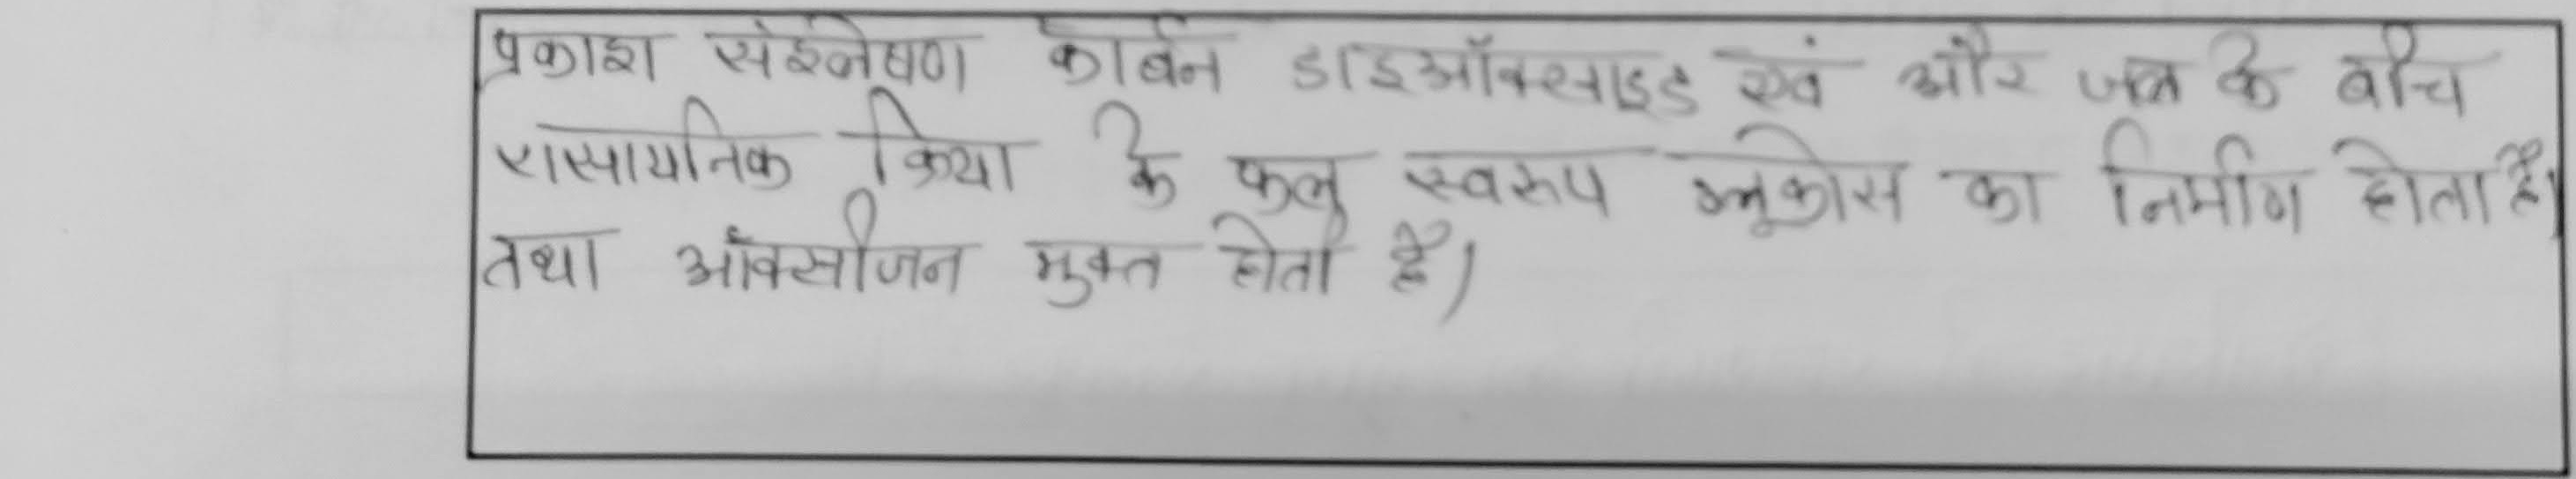 प्रकाश संश्लेषण कार्बन डाइऑक्साइड एवं और जल के बीच
रासायनिक क्रिया के फल स्वरूप ग्लूकोस का निर्माण होता है।
तथा ऑक्सीजन मुक्त होती है।